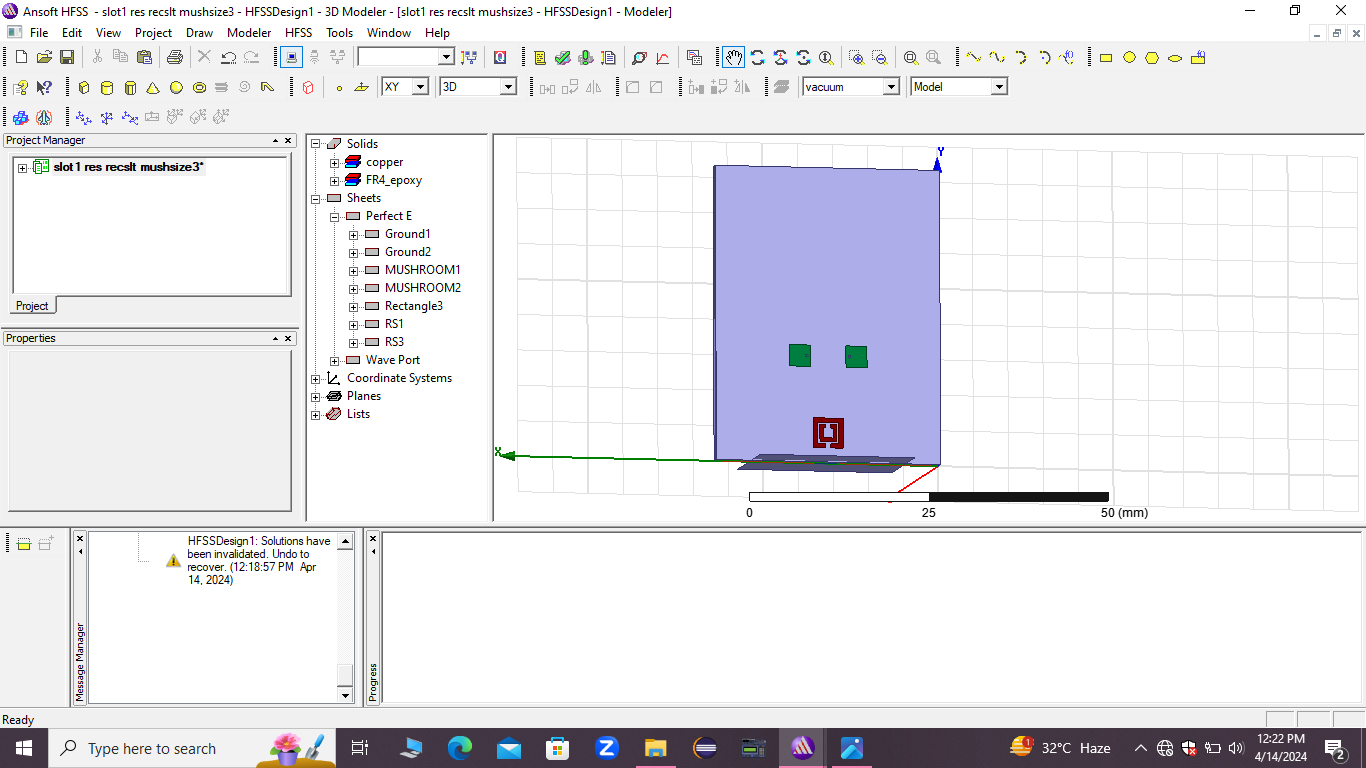 Ansoft HFSS - slot1 res recslt mushsize3 - HFSSDesign1 - 3D Modeler - [slot1 res recslt mushsize3 - HFSSDesign1 - Modeler]
File Edit View Project Draw Modeler HFSS Tools Window Help
XY 3D vacuum Model
Project Manager
slot1 res recslt mushsize3*
Project
Properties
Solids
copper
FR4_epoxy
Sheets
Perfect E
Ground1
Ground2
MUSHROOM1
MUSHROOM2
Rectangle3
RS1
RS3
Wave Port
Coordinate Systems
Planes
Lists
Y
X
0 25 50 (mm)
Message Manager
HFSSDesign1: Solutions have
been invalidated. Undo to
recover. (12:18:57 PM Apr
14, 2024)
Progress
Ready
Type here to search
Z
1
32°C Haze
12:22 PM
4/14/2024
2